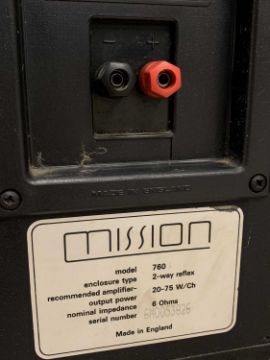 - +
MADE IN ENGLAND
mission
model 760
enclosure type 2-way reflex
recommended amplifier- 20-75 W/Ch
output power
nominal impedance 6 Ohms
serial number
Made in England